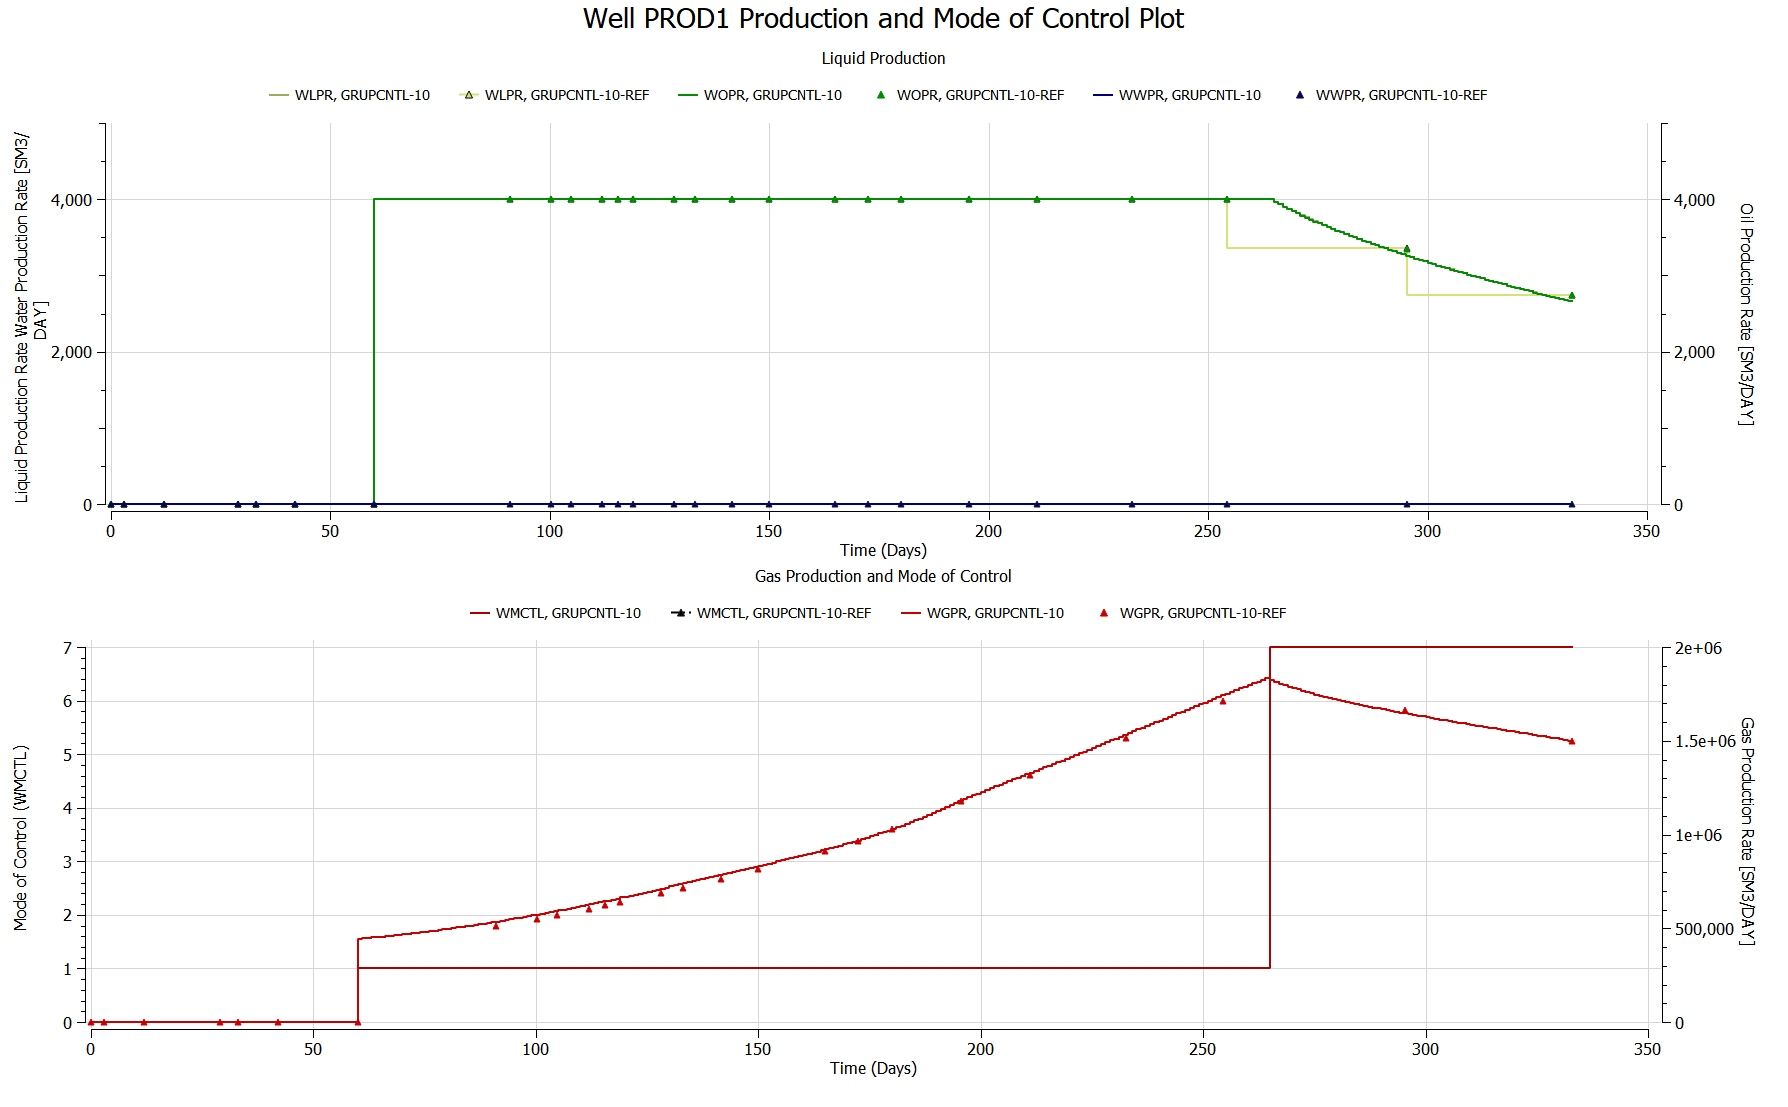 Well PROD1 Production and Mode of Control Plot
Liquid Production
WLPR, GRUPCNTL-10 WLPR, GRUPCNTL-10-REF WOPR, GRUPCNTL-10 WOPR, GRUPCNTL-10-REF WWPR, GRUPCNTL-10 WWPR, GRUPCNTL-10-REF
Liquid Production Rate Water Production Rate [SM3/
DAY]
4,000
2,000
0
4,000
2,000
0
Oil Production Rate [SM3/DAY]
0 50 100 150 200 250 300 350
Time (Days)
Gas Production and Mode of Control
WMCTL, GRUPCNTL-10 WMCTL, GRUPCNTL-10-REF WGPR, GRUPCNTL-10 WGPR, GRUPCNTL-10-REF
Mode of Control (WMCTL)
7
6
5
4
3
2
1
0
2e+06
1.5e+06
1e+06
500,000
0
Gas Production Rate [SM3/DAY]
0 50 100 150 200 250 300 350
Time (Days)